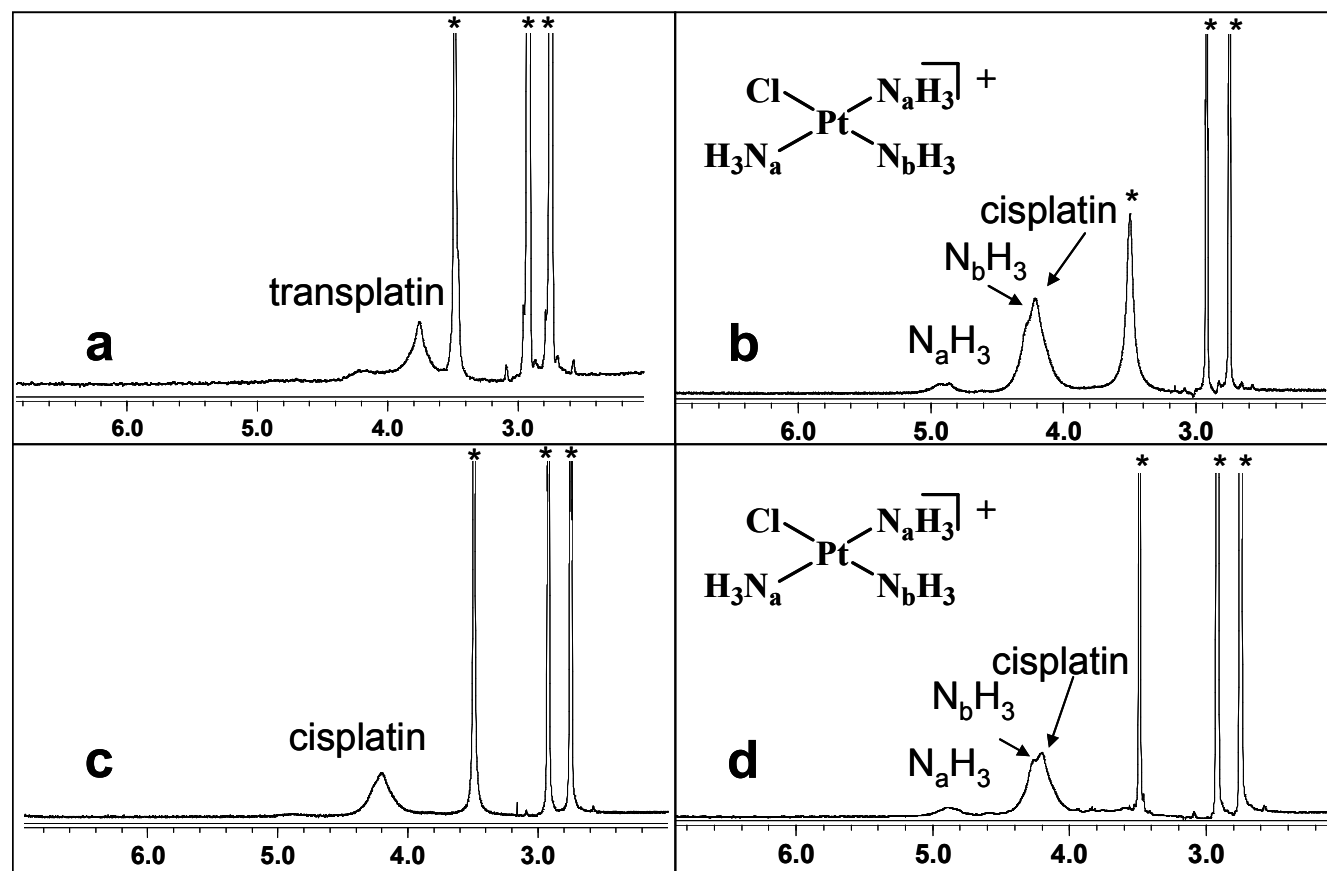 * * *
transplatin
a
6.0 5.0 4.0 3.0
* *
Cl NaH3 +
Pt
H3Na NbH3
*
cisplatin
NbH3
NaH3
b
6.0 5.0 4.0 3.0
* * *
cisplatin
c
6.0 5.0 4.0 3.0
* * *
Cl NaH3 +
Pt
H3Na NbH3
cisplatin
NbH3
NaH3
d
6.0 5.0 4.0 3.0